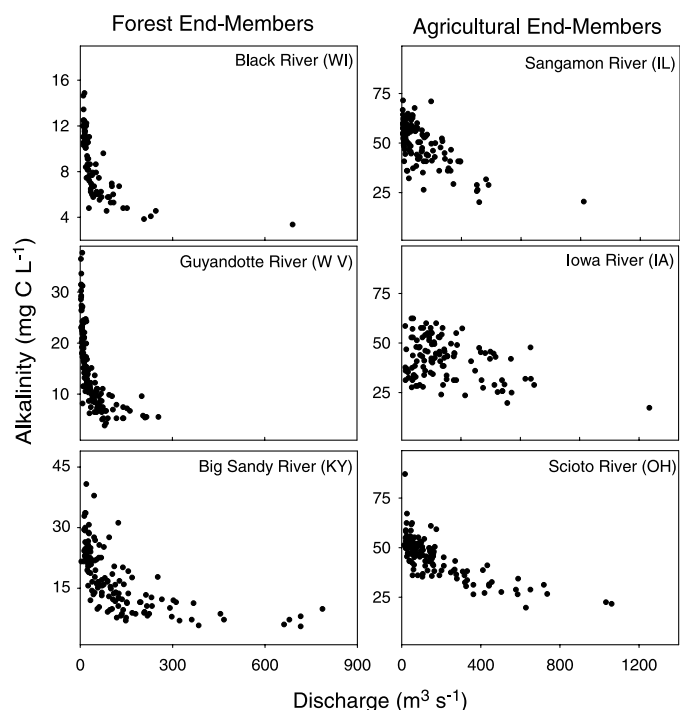 Forest End-Members
Agricultural End-Members
Black River (WI)
16
12
8
4
Sangamon River (IL)
75
50
25
Guyandotte River (W V)
30
20
10
Iowa River (IA)
75
50
25
Big Sandy River (KY)
45
30
15
0 300 600 900
Scioto River (OH)
75
50
25
0 400 800 1200
Alkalinity (mg C L⁻¹)
Discharge (m³ s⁻¹)